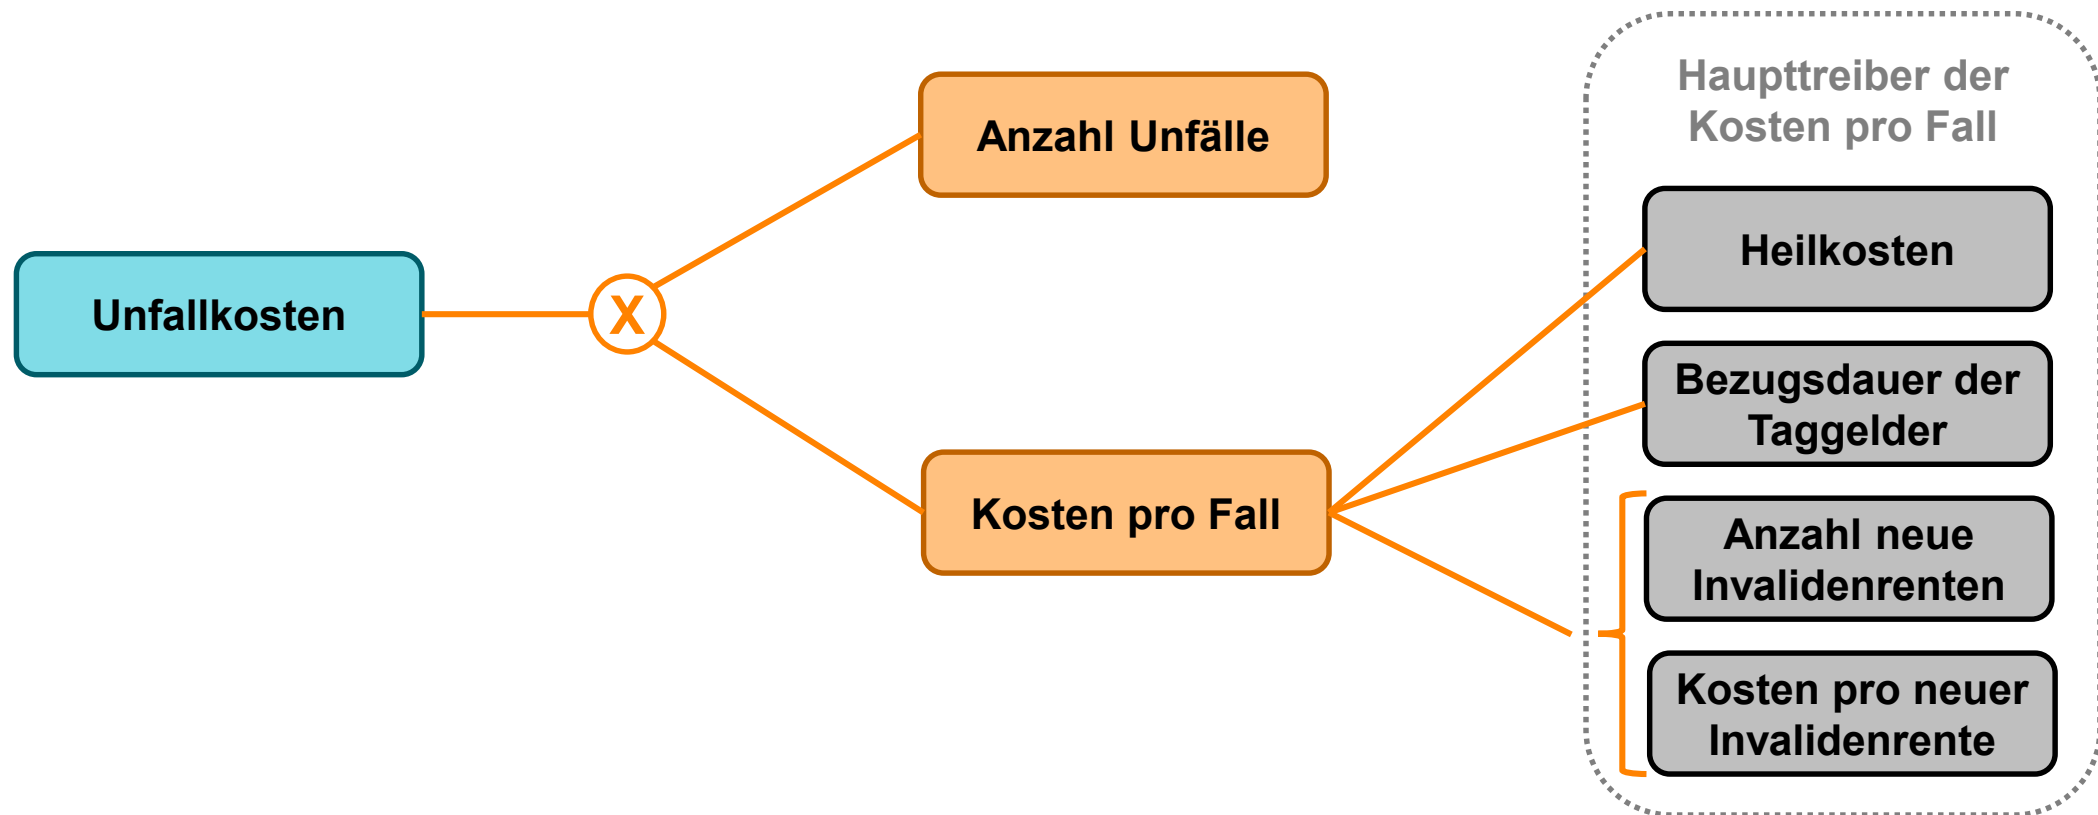 Haupttreiber der
Kosten pro Fall
Anzahl Unfälle
Heilkosten
Unfallkosten
X
Bezugsdauer der
Taggelder
Kosten pro Fall
Anzahl neue
Invalidenrenten
Kosten pro neuer
Invalidenrente